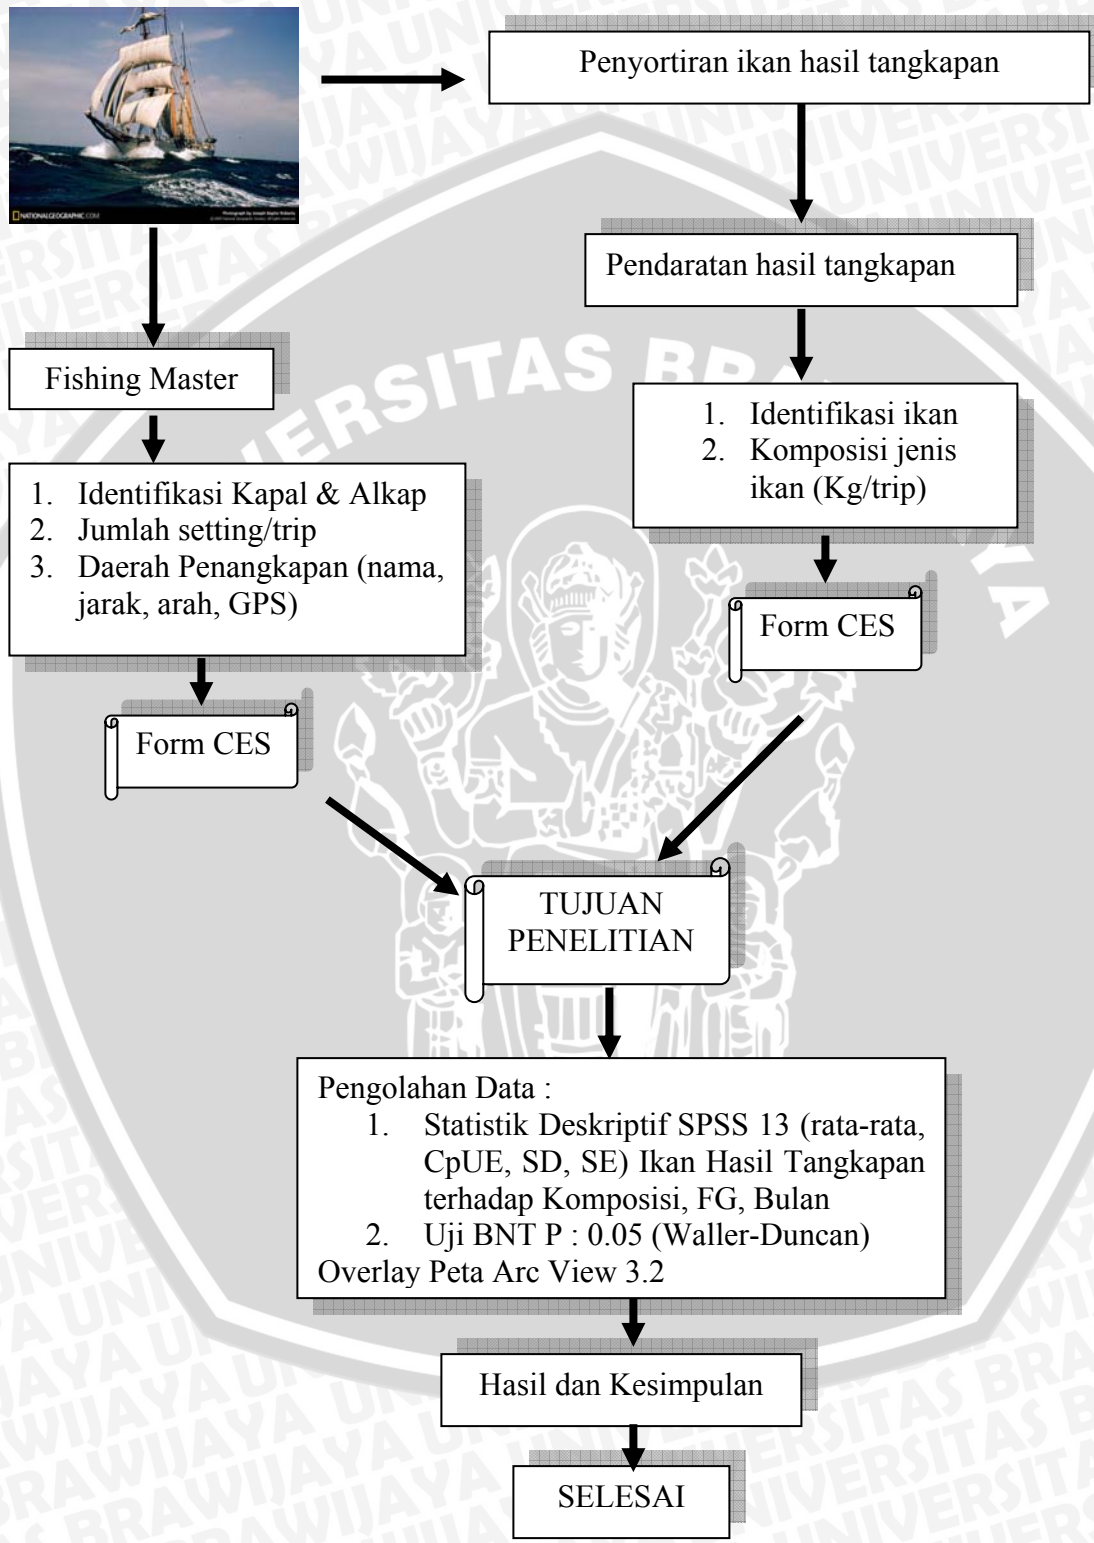 Penyortiran ikan hasil tangkapan
NATIONALGEOGRAPHIC.COM
Pendaratan hasil tangkapan
Fishing Master
1. Identifikasi ikan
2. Komposisi jenis
ikan (Kg/trip)
1. Identifikasi Kapal & Alkap
2. Jumlah setting/trip
3. Daerah Penangkapan (nama,
jarak, arah, GPS)
Form CES
Form CES
TUJUAN
PENELITIAN
Pengolahan Data :
1. Statistik Deskriptif SPSS 13 (rata-rata,
CpUE, SD, SE) Ikan Hasil Tangkapan
terhadap Komposisi, FG, Bulan
2. Uji BNT P : 0.05 (Waller-Duncan)
Overlay Peta Arc View 3.2
Hasil dan Kesimpulan
SELESAI